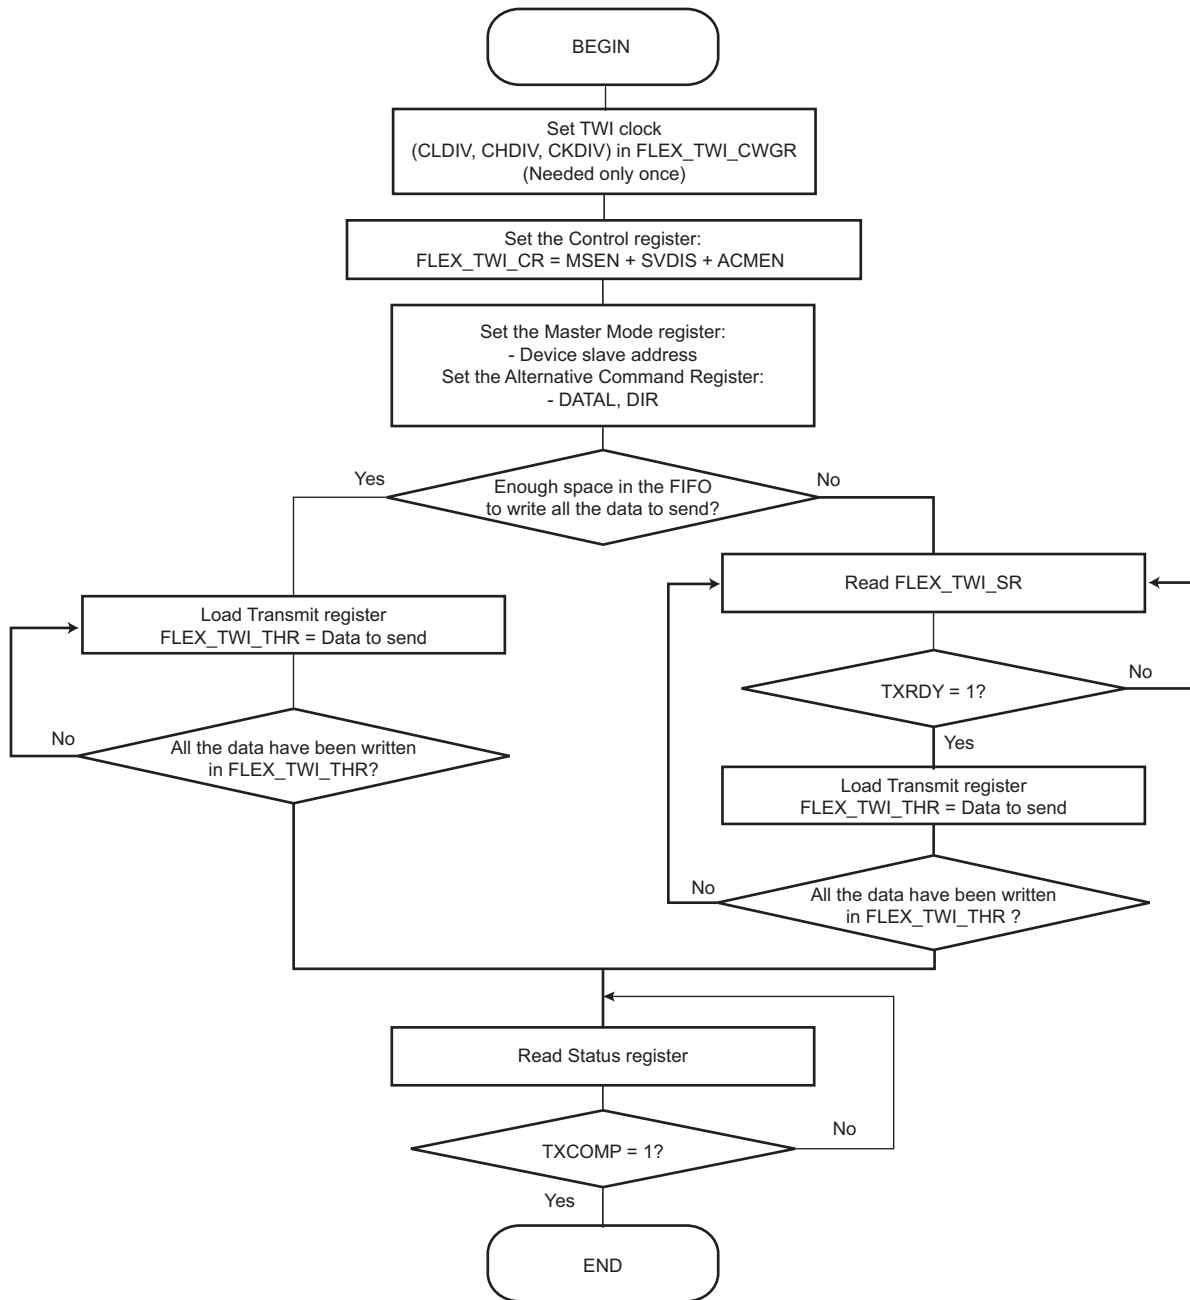 BEGIN
Set TWI clock
(CLDIV, CHDIV, CKDIV) in FLEX_TWI_CWGR
(Needed only once)
Set the Control register:
FLEX_TWI_CR = MSEN + SVDIS + ACMEN
Set the Master Mode register:
- Device slave address
Set the Alternative Command Register:
- DATAL, DIR
Yes
Enough space in the FIFO
to write all the data to send?
No
Load Transmit register
FLEX_TWI_THR = Data to send
No
All the data have been written
in FLEX_TWI_THR?
Read FLEX_TWI_SR
TXRDY = 1?
No
Yes
Load Transmit register
FLEX_TWI_THR = Data to send
No
All the data have been written
in FLEX_TWI_THR ?
Read Status register
TXCOMP = 1?
No
Yes
END